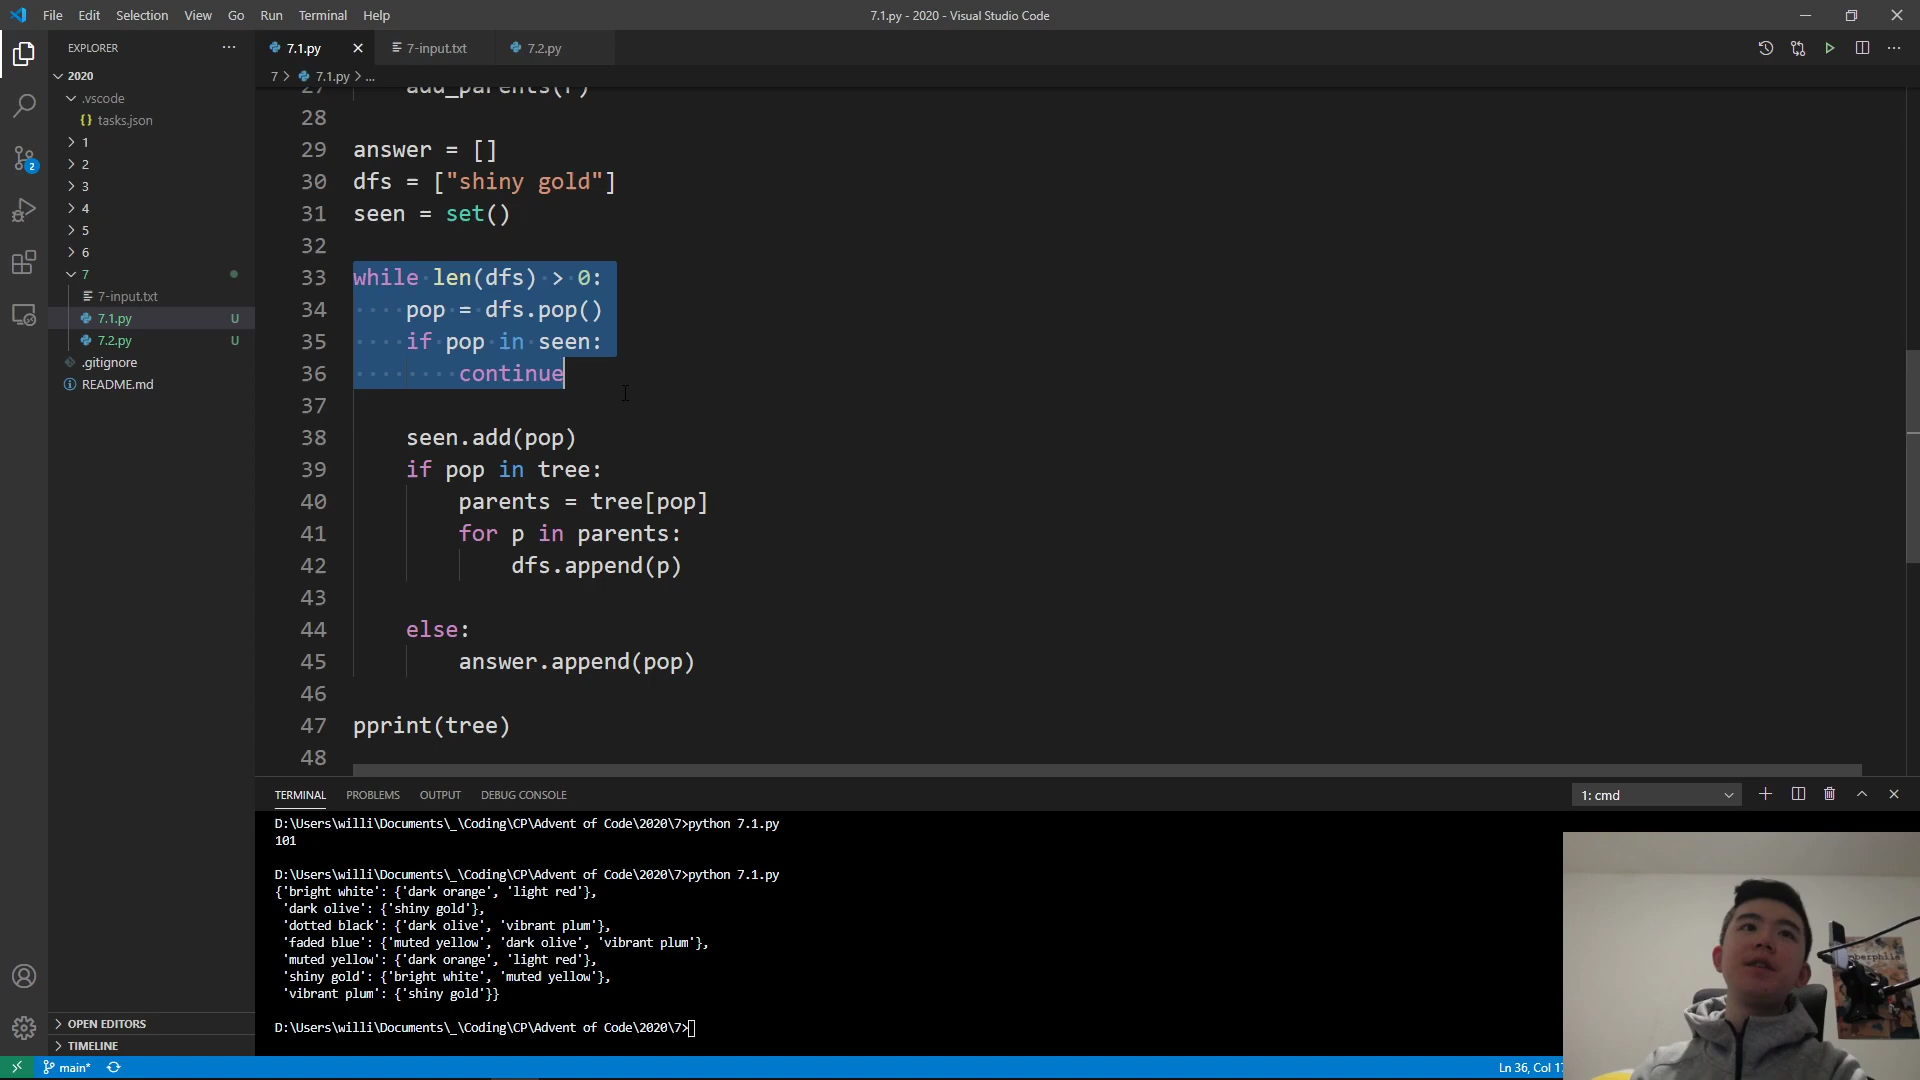 File Edit Selection View Go Run Terminal Help
7.1.py - 2020 - Visual Studio Code
EXPLORER
2020
.vscode
tasks.json
1
2
3
4
5
6
7
7-input.txt
7.1.py U
7.2.py U
.gitignore
README.md
OPEN EDITORS
TIMELINE
2
7.1.py
7-input.txt
7.2.py
7 > 7.1.py > ...
27 add_parents(r)
28
29 answer = []
30 dfs = ["shiny gold"]
31 seen = set()
32
33 while len(dfs) > 0:
34 pop = dfs.pop()
35 if pop in seen:
36 continue
37
38 seen.add(pop)
39 if pop in tree:
40 parents = tree[pop]
41 for p in parents:
42 dfs.append(p)
43
44 else:
45 answer.append(pop)
46
47 pprint(tree)
48
TERMINAL PROBLEMS OUTPUT DEBUG CONSOLE
1: cmd
D:\Users\willi\Documents\_\Coding\CP\Advent of Code\2020\7>python 7.1.py
101
D:\Users\willi\Documents\_\Coding\CP\Advent of Code\2020\7>python 7.1.py
{'bright white': {'dark orange', 'light red'},
'dark olive': {'shiny gold'},
'dotted black': {'dark olive', 'vibrant plum'},
'faded blue': {'muted yellow', 'dark olive', 'vibrant plum'},
'muted yellow': {'dark orange', 'light red'},
'shiny gold': {'bright white', 'muted yellow'},
'vibrant plum': {'shiny gold'}}
D:\Users\willi\Documents\_\Coding\CP\Advent of Code\2020\7>
main*
Ln 36, Col 17